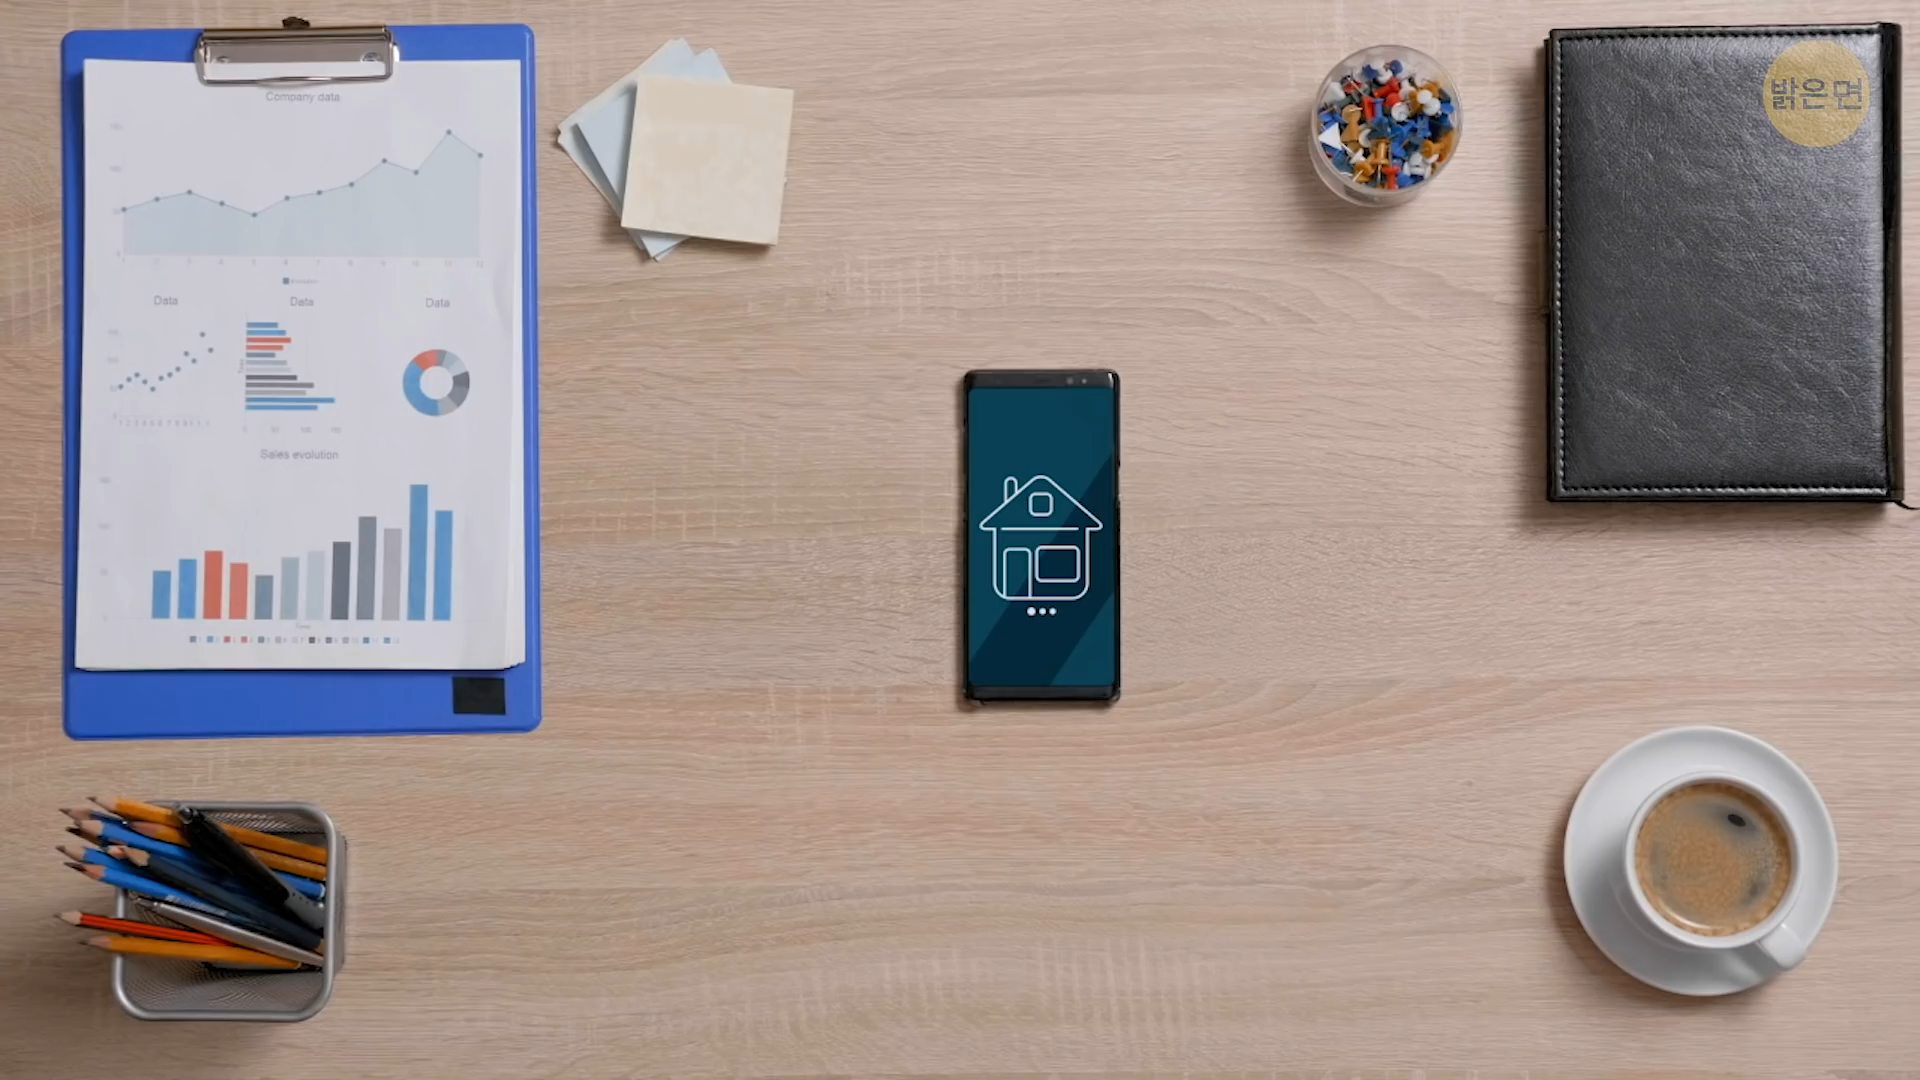 밝은면
Company data
Data
Data
Data
Sales evolution